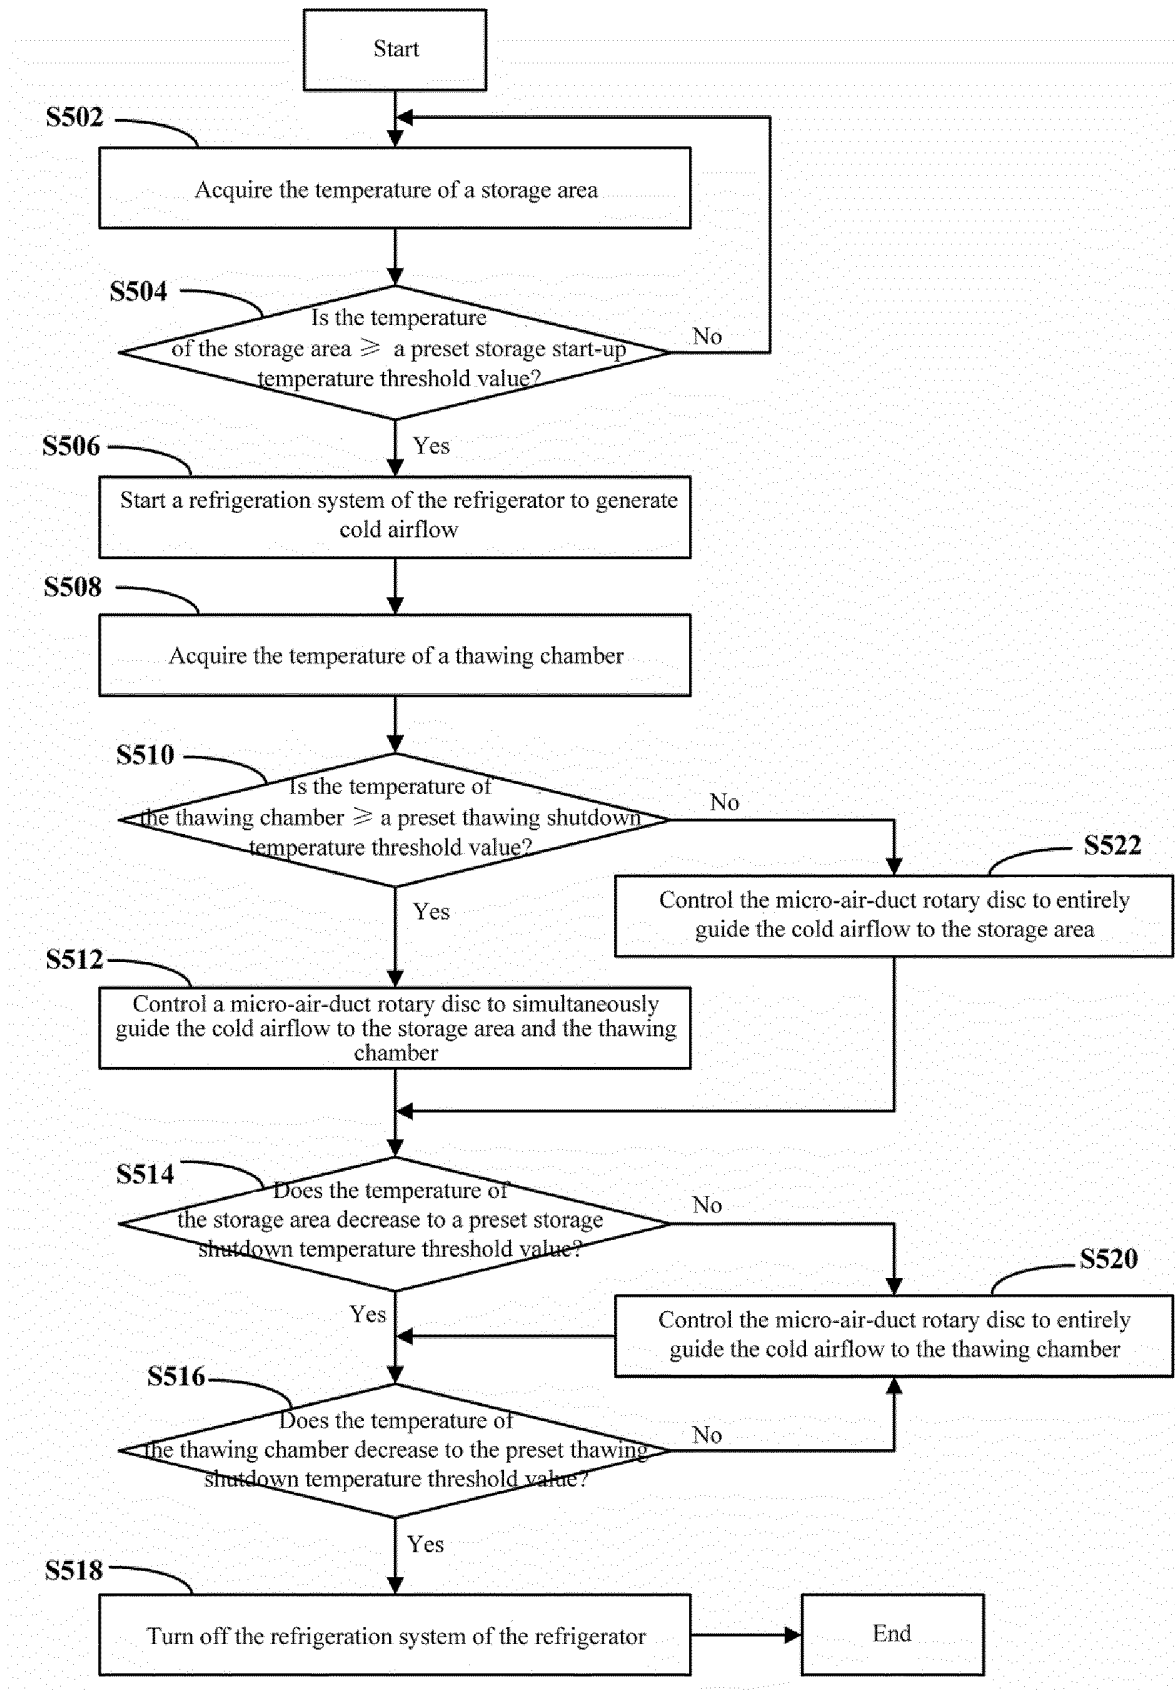 Start
S502
Acquire the temperature of a storage area
S504
Is the temperature
of the storage area ⩾ a preset storage start-up
temperature threshold value?
No
Yes
S506
Start a refrigeration system of the refrigerator to generate
cold airflow
S508
Acquire the temperature of a thawing chamber
S510
Is the temperature of
the thawing chamber ⩾ a preset thawing shutdown
temperature threshold value?
No
Yes
S522
Control the micro-air-duct rotary disc to entirely
guide the cold airflow to the storage area
S512
Control a micro-air-duct rotary disc to simultaneously
guide the cold airflow to the storage area and the thawing
chamber
S514
Does the temperature of
the storage area decrease to a preset storage
shutdown temperature threshold value?
No
Yes
S520
Control the micro-air-duct rotary disc to entirely
guide the cold airflow to the thawing chamber
S516
Does the temperature of
the thawing chamber decrease to the preset thawing
shutdown temperature threshold value?
No
Yes
S518
Turn off the refrigeration system of the refrigerator
End